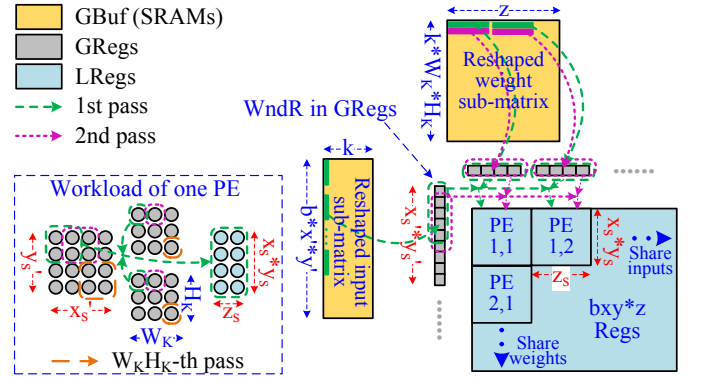 GBuf (SRAMs)
GRegs
LRegs
1st pass
2nd pass
z
k*W_K*H_K
Reshaped
weight
sub-matrix
WndR in GRegs
k
b*x'*y'
Reshaped input
sub-matrix
x_s'*y_s'
Workload of one PE
y_s'
x_s'
H_K
W_K
x_s*y_s
z_s
W_KH_K-th pass
PE
1,1
PE
1,2
x_s*y_s
PE
2,1
z_s
Share
inputs
bxy*z
Regs
Share
weights